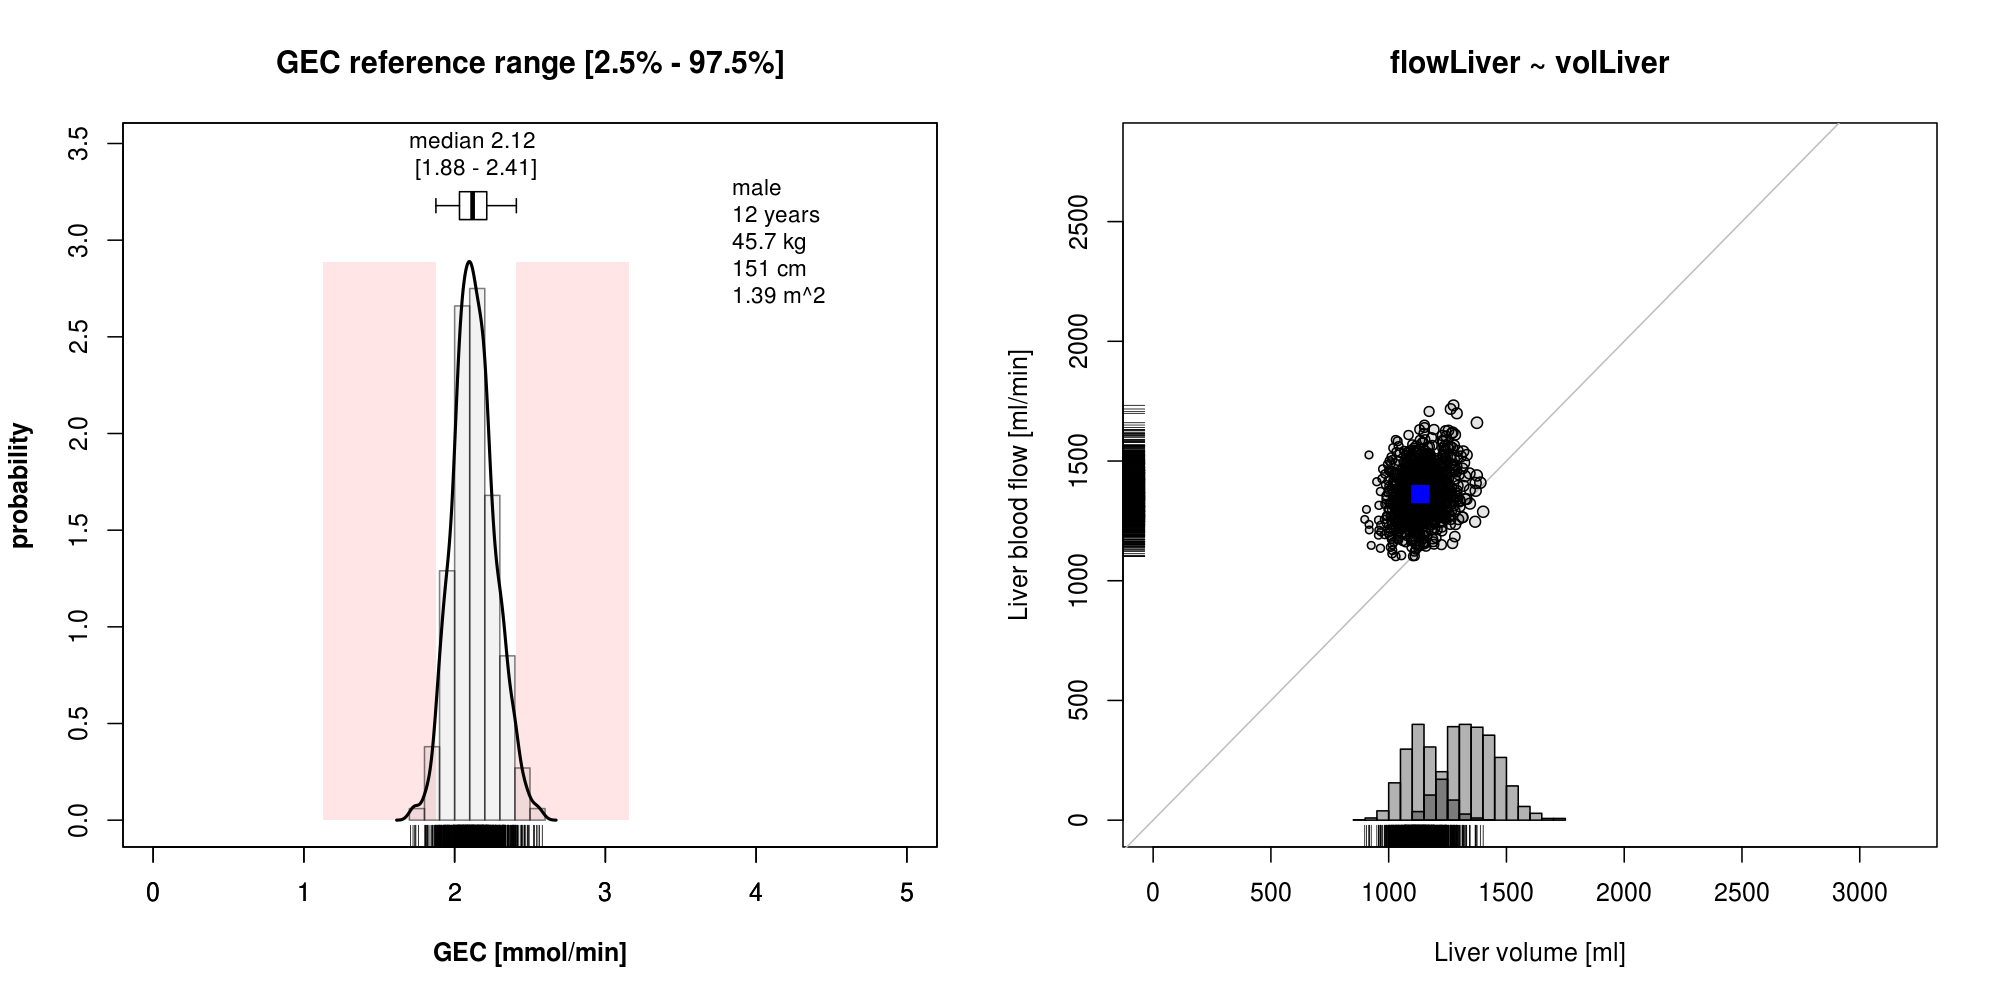 GEC reference range [2.5% - 97.5%]
median 2.12
[1.88 - 2.41]
male
12 years
45.7 kg
151 cm
1.39 m^2
probability
3.5
3.0
2.5
2.0
1.5
1.0
0.5
0.0
0 1 2 3 4 5
GEC [mmol/min]
flowLiver ~ volLiver
Liver blood flow [ml/min]
2500
2000
1500
1000
500
0
0 500 1000 1500 2000 2500 3000
Liver volume [ml]